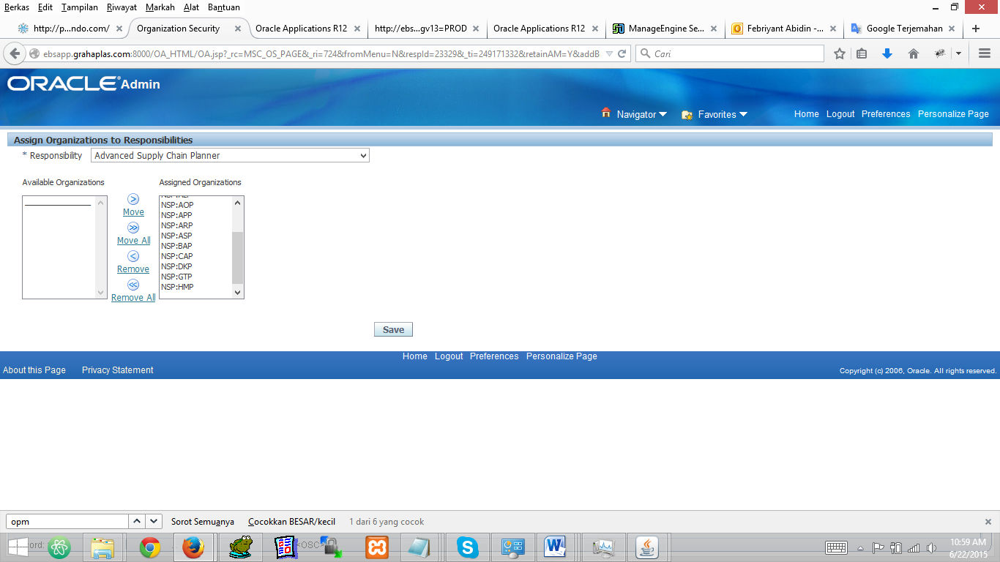 Berkas Edit Tampilan Riwayat Markah Alat Bantuan
http://p...ndo.com/ Organization Security Oracle Applications R12 http://ebs...gv13=PROD Oracle Applications R12 ManageEngine Se... Febriyant Abidin -... Google Terjemahan
ebsapp.grahaplas.com:8000/OA_HTML/OA.jsp?_rc=MSC_OS_PAGE&_ri=724&fromMenu=N&respId=23329&_ti=249171332&retainAM=Y&addB Cari
ORACLE Admin
Navigator Favorites Home Logout Preferences Personalize Page
Assign Organizations to Responsibilities
* Responsibility Advanced Supply Chain Planner
Available Organizations Assigned Organizations
NSP:AOP
NSP:APP
NSP:ARP
NSP:ASP
NSP:BAP
NSP:CAP
NSP:DKP
NSP:GTP
NSP:HMP
Move
Move All
Remove
Remove All
Save
Home Logout Preferences Personalize Page
About this Page Privacy Statement Copyright (c) 2006, Oracle. All rights reserved.
opm Sorot Semuanya Cocokkan BESAR/kecil 1 dari 6 yang cocok
10:59 AM
6/22/2015